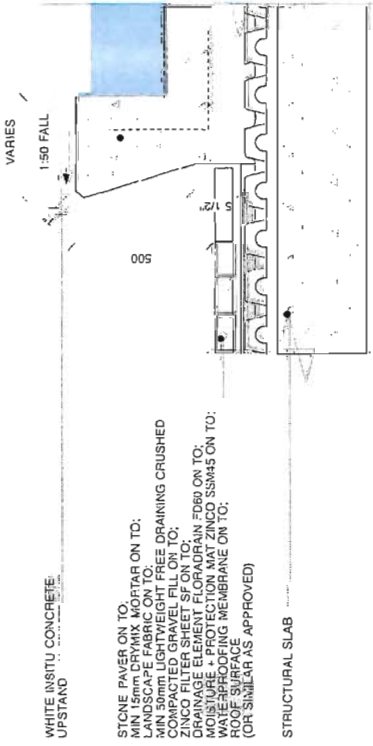 VARIES
1:50 FALL
500
5 1/2"
WHITE INSITU CONCRETE
UPSTAND
STONE PAVER ON TO;
MIN 15mm DRYMIX MORTAR ON TO;
LANDSCAPE FABRIC ON TO;
MIN 50mm LIGHTWEIGHT FREE DRAINING CRUSHED
COMPACTED GRAVEL FILL ON TO;
ZINCO FILTER SHEET SF ON TO;
DRAINAGE ELEMENT FLORADRAIN FD60 ON TO;
MOISTURE + PROTECTION MAT ZINCO SSM45 ON TO;
WATERPROOFING MEMBRANE ON TO;
ROOF SURFACE
(OR SIMILAR AS APPROVED)
STRUCTURAL SLAB